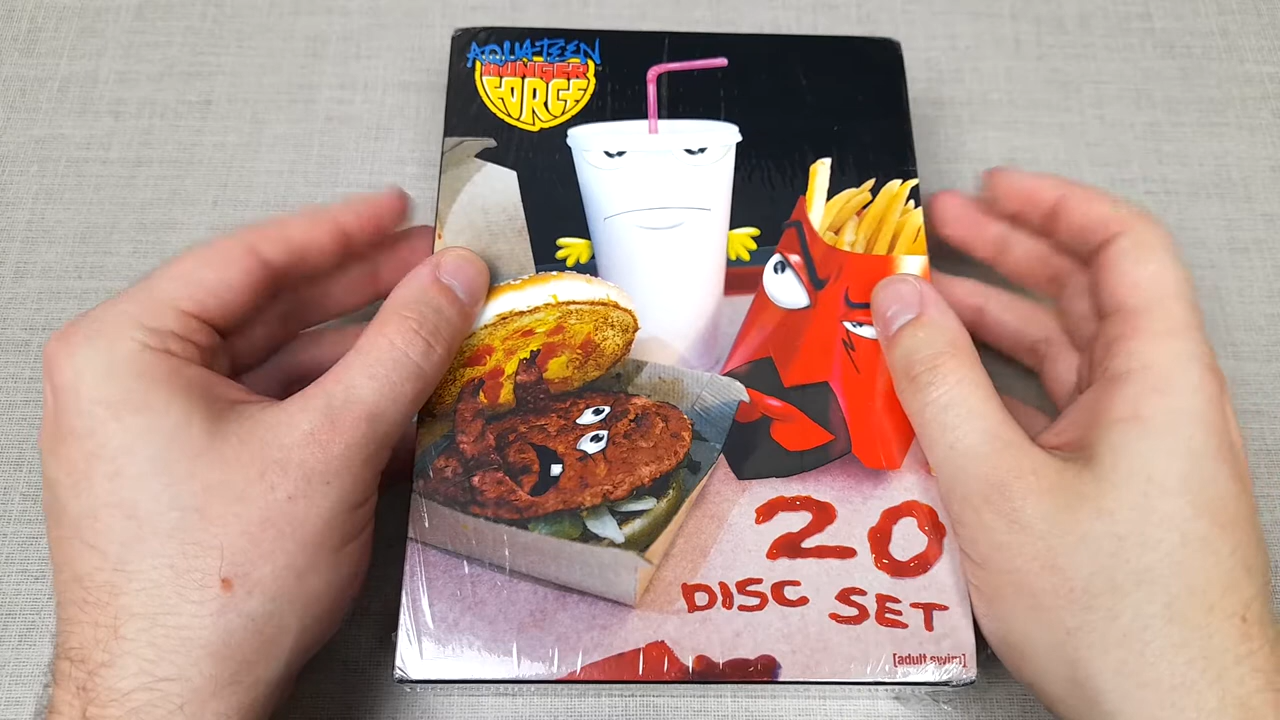 AQUA TEEN
HUNGER
FORCE
20
DISC SET
[adult swim]